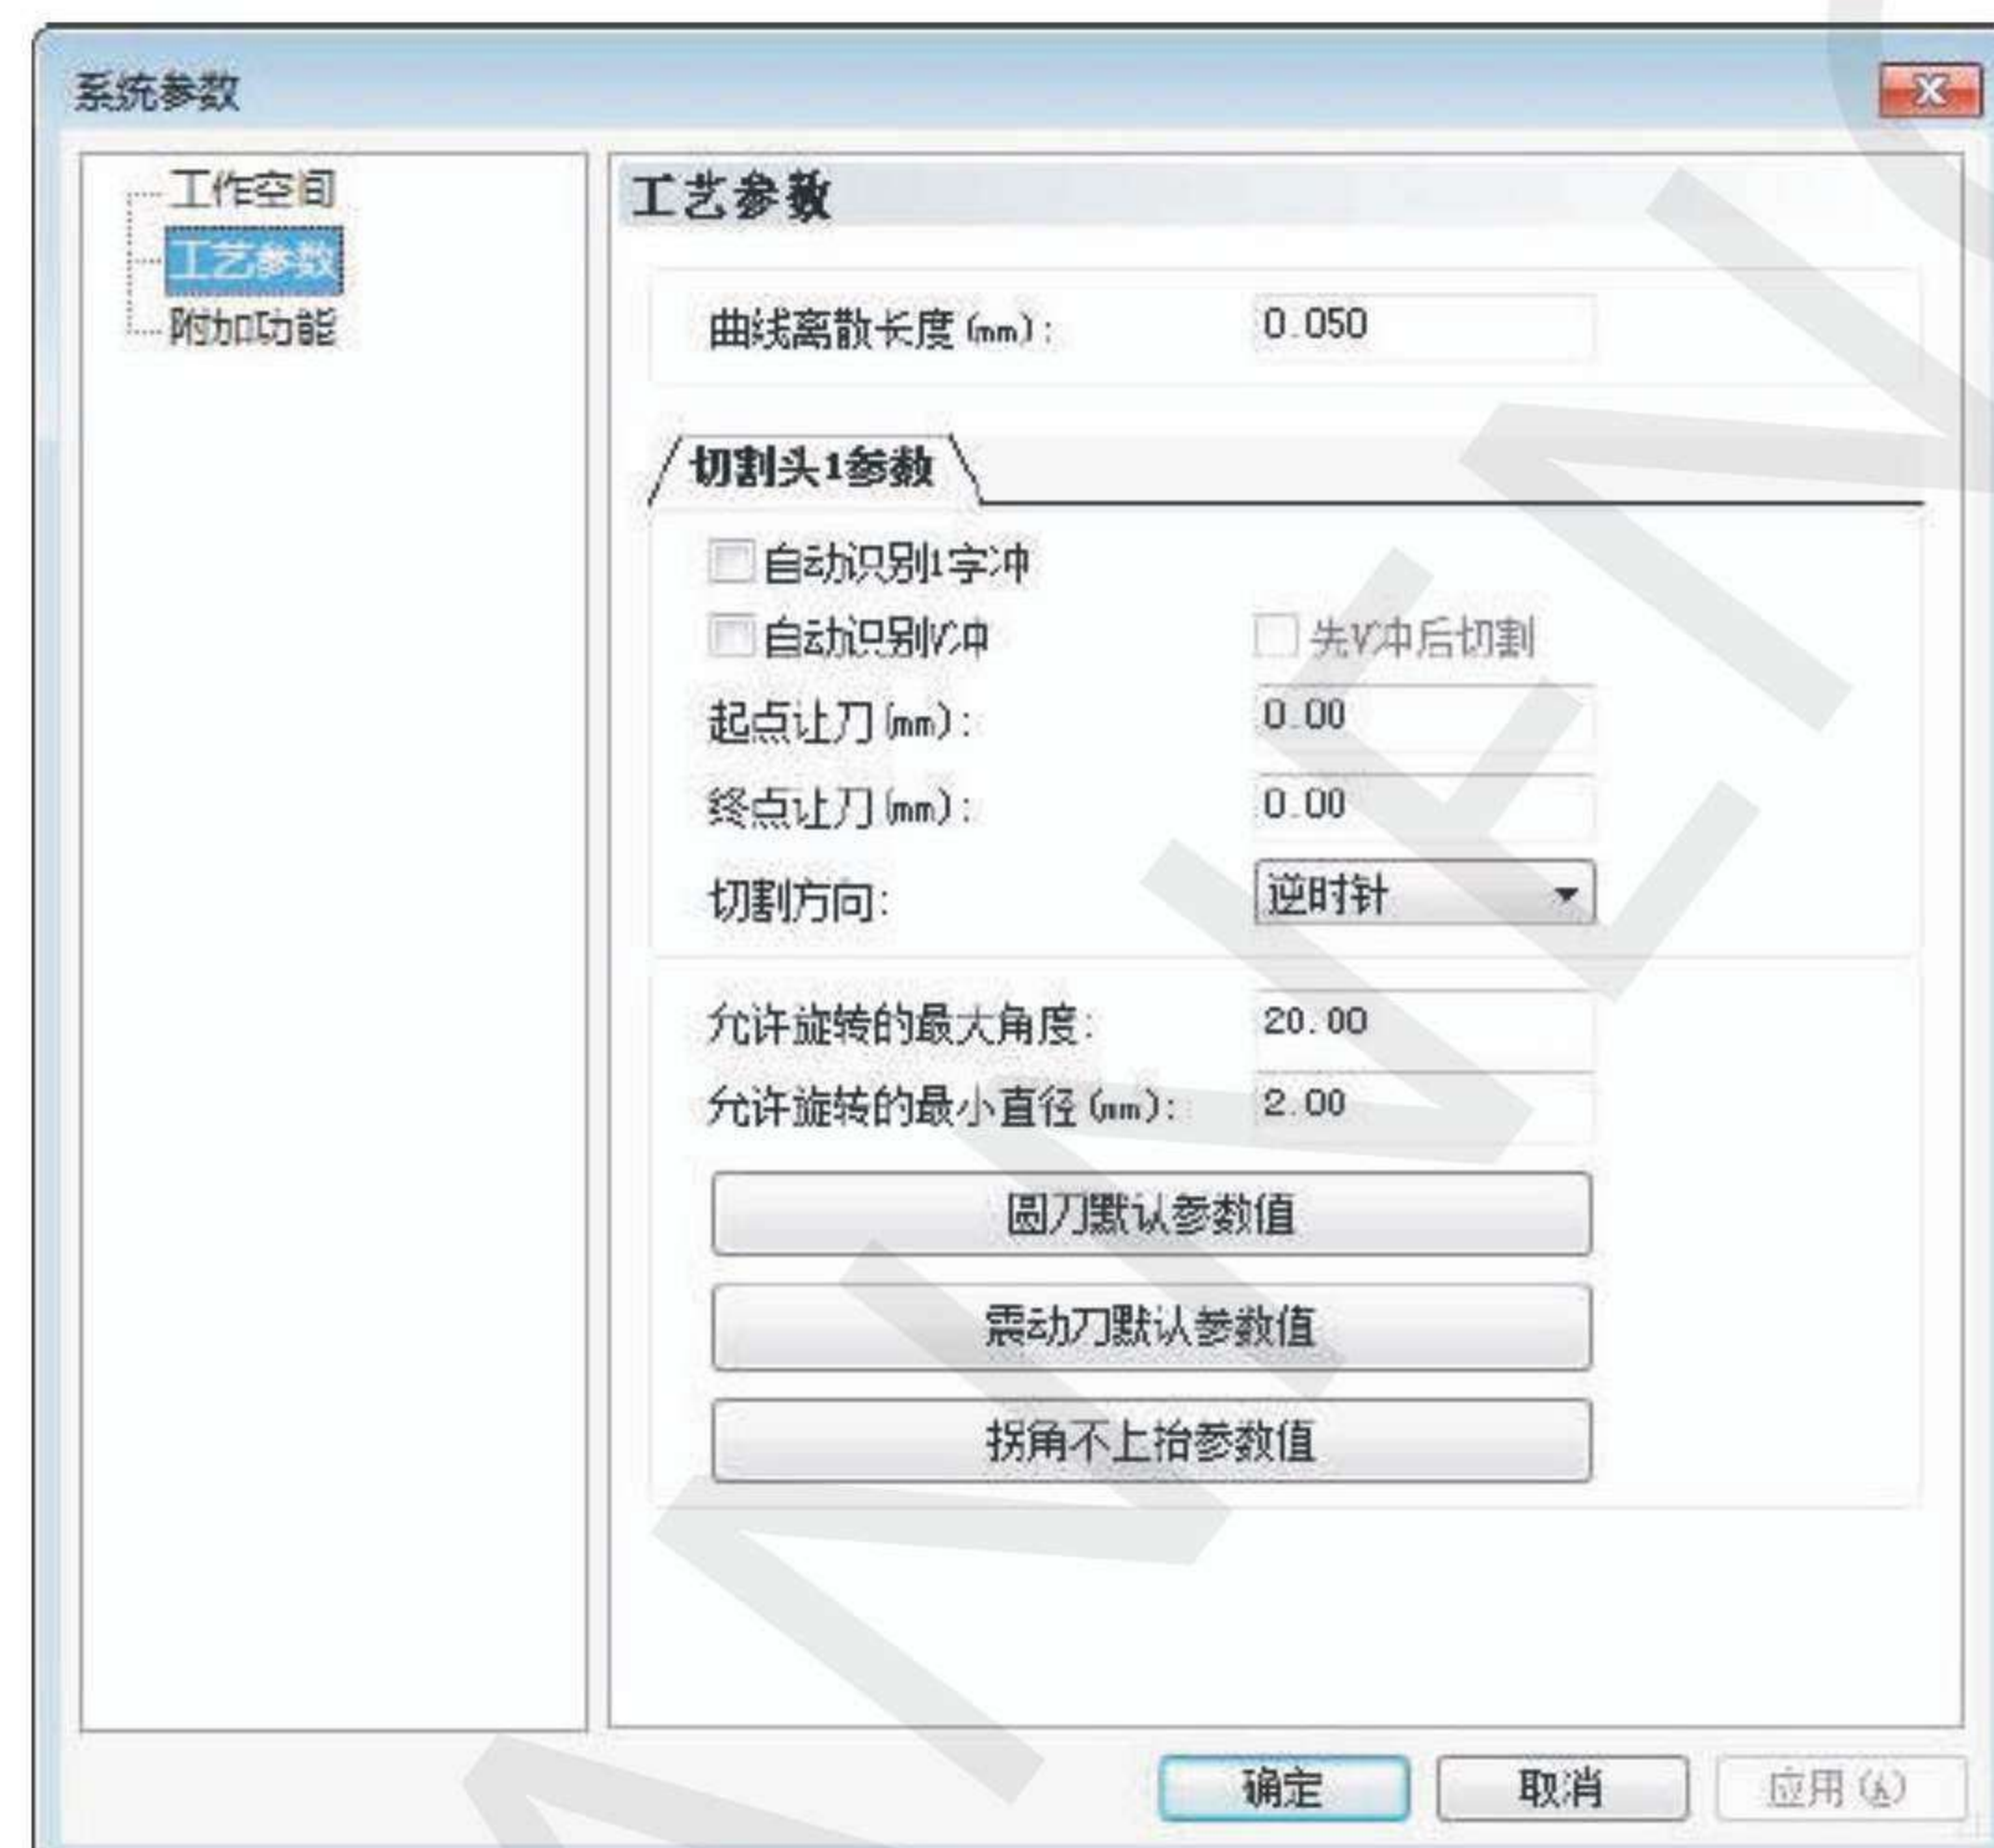 系统参数
工作空间
工艺参数
附加功能
工艺参数
曲线离散长度(mm): 0.050
切割头1参数
自动识别1字冲
自动识别V冲 先V冲后切割
起点让刀(mm): 0.00
终点让刀(mm): 0.00
切割方向: 逆时针
允许旋转的最大角度: 20.00
允许旋转的最小直径(mm): 2.00
圆刀默认参数值
震动刀默认参数值
拐角不上抬参数值
确定 取消 应用(A)